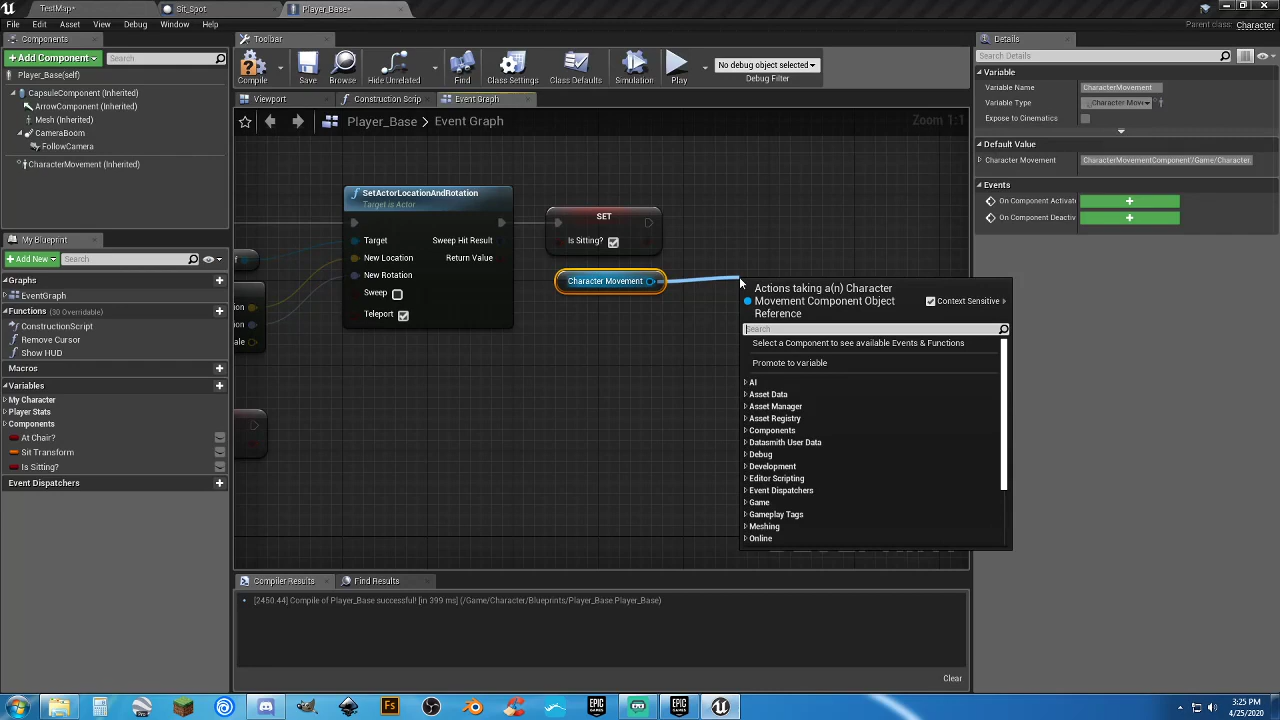 TestMap*
Sit_Spot
Player_Base*
File Edit Asset View Debug Window Help
Parent class: Character
Components
Toolbar
Details
Add Component
Search
Search Details
Player_Base(self)
CapsuleComponent (Inherited)
ArrowComponent (Inherited)
Mesh (Inherited)
CameraBoom
FollowCamera
CharacterMovement (Inherited)
Compile
Save
Browse
Hide Unrelated
Find
Class Settings
Class Defaults
Simulation
Play
No debug object selected
Debug Filter
Viewport
Construction Scrip
Event Graph
Player_Base > Event Graph
Zoom 1:1
Variable
Variable Name CharacterMovement
Variable Type Character Move
Expose to Cinematics
Default Value
Character Movement CharacterMovementComponent'/Game/Character
Events
On Component Activate
On Component Deactiv
My Blueprint
Add New
Search
Graphs
EventGraph
Functions (30 Overridable)
ConstructionScript
Remove Cursor
Show HUD
Macros
Variables
My Character
Player Stats
Components
At Chair?
Sit Transform
Is Sitting?
Event Dispatchers
SetActorLocationAndRotation
Target is Actor
Target
Sweep Hit Result
New Location
Return Value
New Rotation
Sweep
Teleport
SET
Is Sitting?
Character Movement
Actions taking a(n) Character
Movement Component Object
Reference
Context Sensitive
Search
Select a Component to see available Events & Functions
Promote to variable
AI
Asset Data
Asset Manager
Asset Registry
Components
Datasmith User Data
Debug
Development
Editor Scripting
Event Dispatchers
Game
Gameplay Tags
Meshing
Online
Compiler Results
Find Results
[2450.44] Compile of Player_Base successful! [in 399 ms] (/Game/Character/Blueprints/Player_Base.Player_Base)
Clear
3:25 PM
4/25/2020